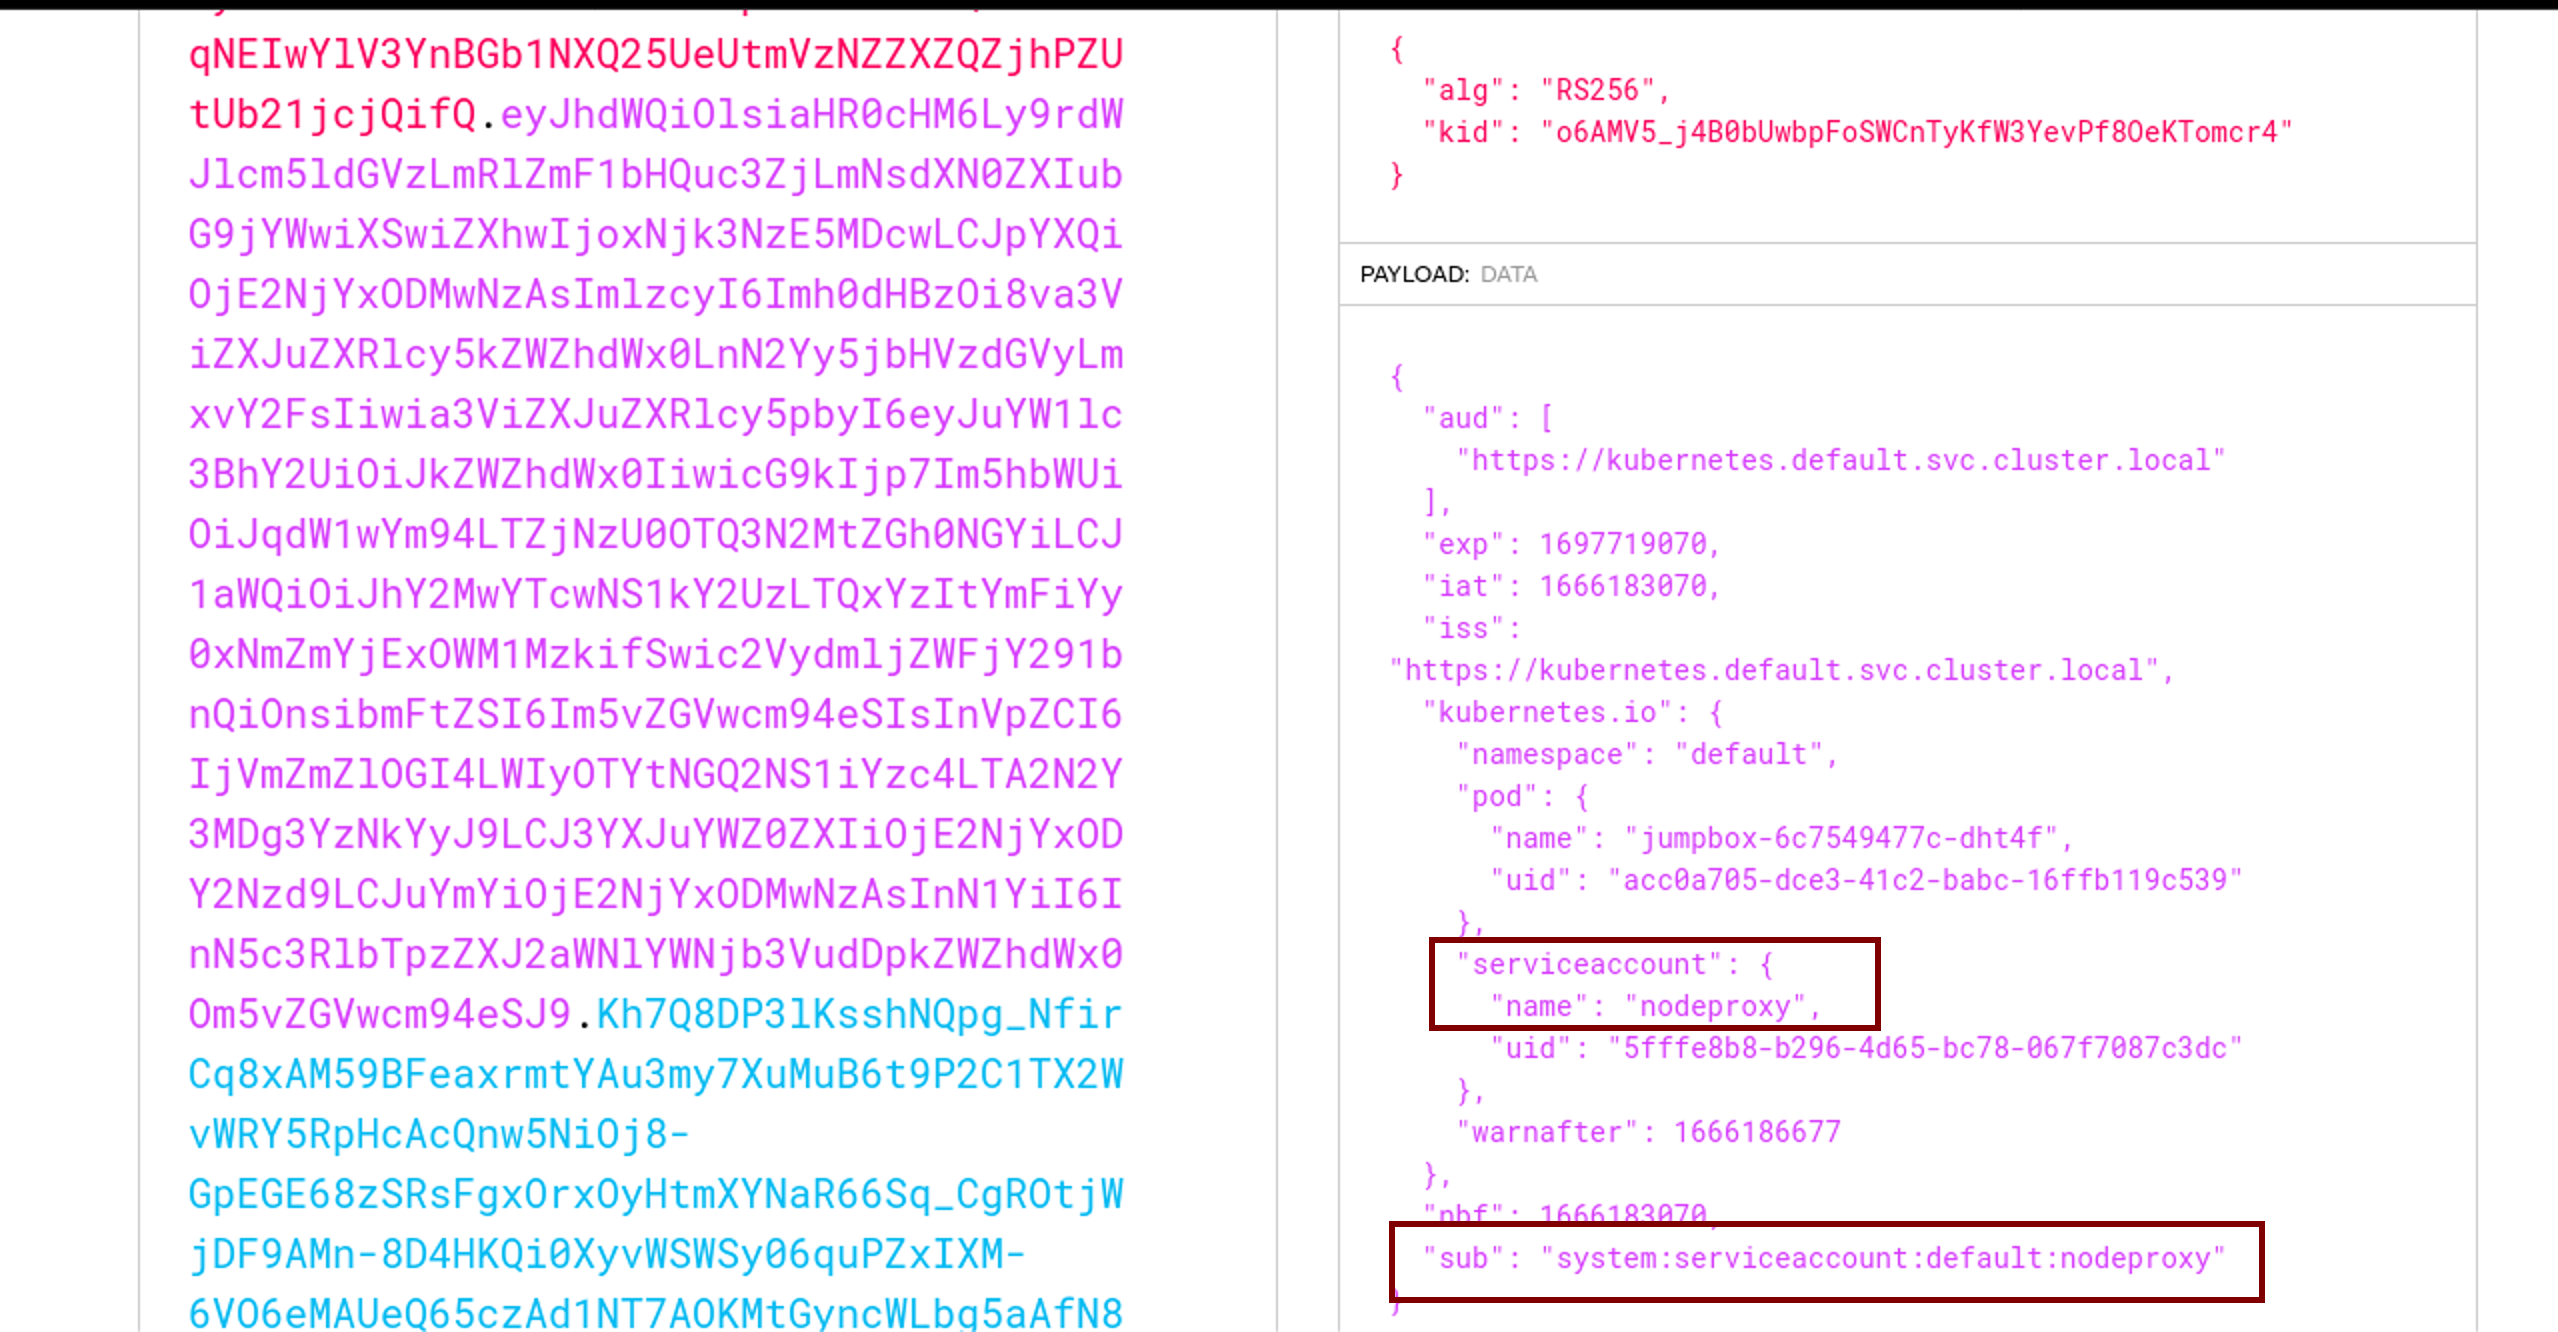 qNEIwYlV3YnBGb1NXQ25UeUtmVzNZZXZQZjhPZU
tUb21jcjQifQ.eyJhdWQiOlsiaHR0cHM6Ly9rdW
Jlcm5ldGVzLmRlZmF1bHQuc3ZjLmNsdXN0ZXIub
G9jYWwiXSwiZXhwIjoxNjk3NzE5MDcwLCJpYXQi
OjE2NjYxODMwNzAsImlzcyI6Imh0dHBzOi8va3V
iZXJuZXRlcy5kZWZhdWx0LnN2Yy5jbHVzdGVyLm
xvY2FsIiwia3ViZXJuZXRlcy5pbyI6eyJuYW1lc
3BhY2UiOiJkZWZhdWx0IiwicG9kIjp7Im5hbWUi
OiJqdW1wYm94LTZjNzU0OTQ3N2MtZGh0NGYiLCJ
1aWQiOiJhY2MwYTcwNS1kY2UzLTQxYzItYmFiYy
0xNmZmYjExOWM1MzkifSwic2VydmljZWFjY291b
nQiOnsibmFtZSI6Im5vZGVwcm94eSIsInVpZCI6
IjVmZmZlOGI4LWIyOTYtNGQ2NS1iYzc4LTA2N2Y
3MDg3YzNkYyJ9LCJ3YXJuYWZ0ZXIiOjE2NjYxOD
Y2Nzd9LCJuYmYiOjE2NjYxODMwNzAsInN1YiI6I
nN5c3RlbTpzZXJ2aWNlYWNjb3VudDpkZWZhdWx0
Om5vZGVwcm94eSJ9.Kh7Q8DP3lKsshNQpg_Nfir
Cq8xAM59BFeaxrmtYAu3my7XuMuB6t9P2C1TX2W
vWRY5RpHcAcQnw5NiOj8-
GpEGE68zSRsFgxOrxOyHtmXYNaR66Sq_CgROtjW
jDF9AMn-8D4HKQi0XyvWSWSy06quPZxIXM-
6VO6eMAUeQ65czAd1NT7AOKMtGyncWLbg5aAfN8
{
"alg": "RS256",
"kid": "o6AMV5_j4B0bUwbpFoSWCnTyKfW3YevPf8OeKTomcr4"
}
PAYLOAD: DATA
{
"aud": [
"https://kubernetes.default.svc.cluster.local"
],
"exp": 1697719070,
"iat": 1666183070,
"iss":
"https://kubernetes.default.svc.cluster.local",
"kubernetes.io": {
"namespace": "default",
"pod": {
"name": "jumpbox-6c7549477c-dht4f",
"uid": "acc0a705-dce3-41c2-babc-16ffb119c539"
},
"serviceaccount": {
"name": "nodeproxy",
"uid": "5fffe8b8-b296-4d65-bc78-067f7087c3dc"
},
"warnafter": 1666186677
},
"nbf": 1666183070,
"sub": "system:serviceaccount:default:nodeproxy"
}